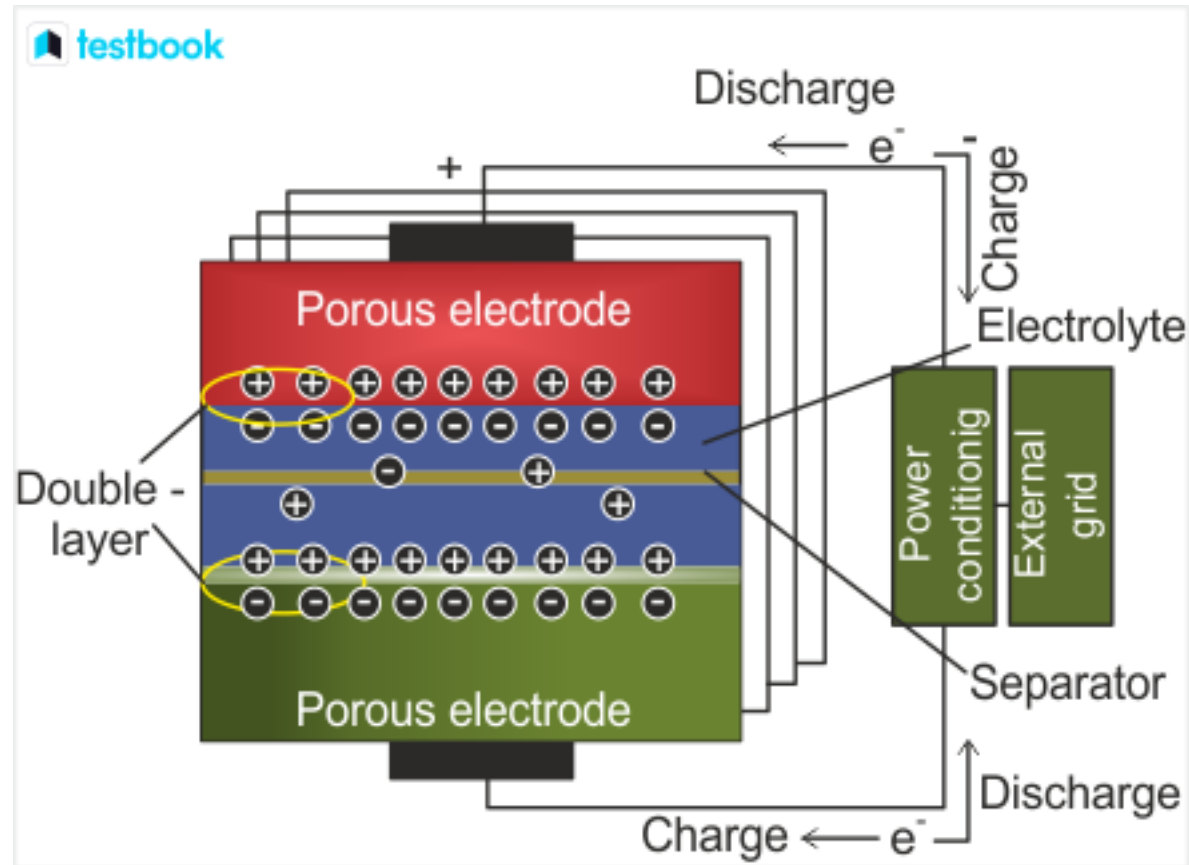 testbook
Discharge
e⁻
-
Charge
+
Porous electrode
Electrolyte
Double -
layer
Power
conditionig
External
grid
Separator
Porous electrode
Discharge
Charge
e⁻